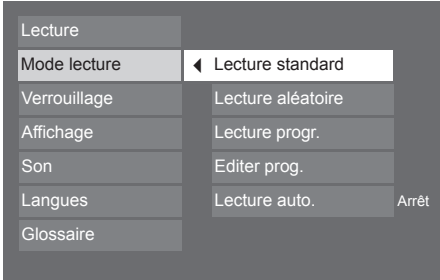 Lecture
Mode lecture
Lecture standard
Verrouillage
Lecture aléatoire
Affichage
Lecture progr.
Son
Editer prog.
Langues
Lecture auto. Arrêt
Glossaire